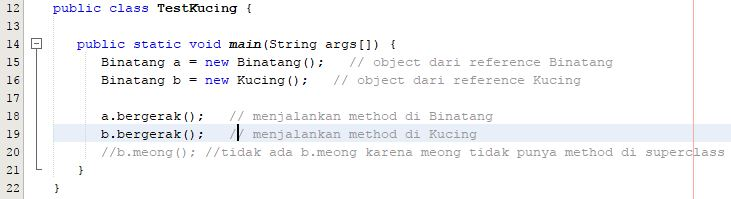 12 public class TestKucing {
13
14 public static void main(String args[]) {
15 Binatang a = new Binatang(); // object dari reference Binatang
16 Binatang b = new Kucing(); // object dari reference Kucing
17
18 a.bergerak(); // menjalankan method di Binatang
19 b.bergerak(); // menjalankan method di Kucing
20 //b.meong(); //tidak ada b.meong karena meong tidak punya method di superclass
21 }
22 }